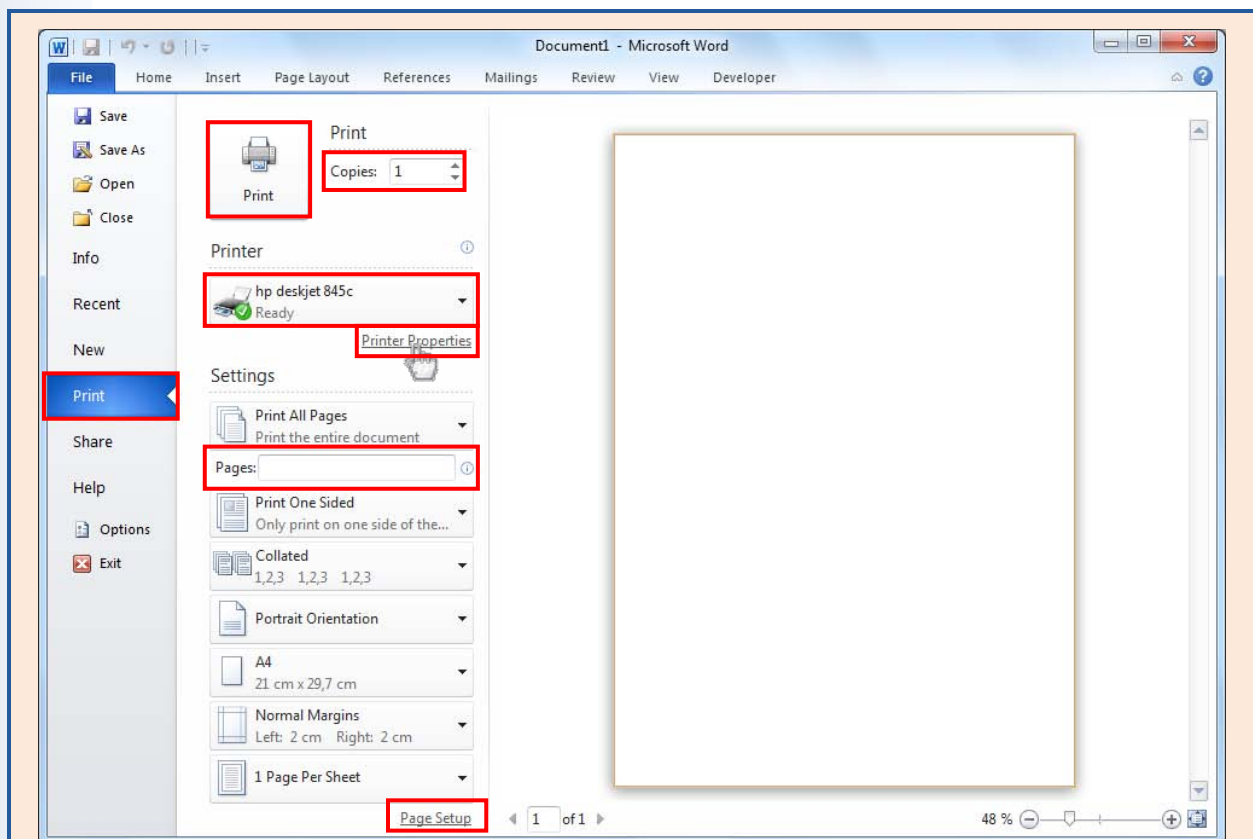 W
Document1 - Microsoft Word
File Home Insert Page Layout References Mailings Review View Developer
Save
Save As
Open
Close
Info
Recent
New
Print
Share
Help
Options
Exit
Print
Print
Copies: 1
Printer
hp deskjet 845c
Ready
Printer Properties
Settings
Print All Pages
Print the entire document
Pages:
Print One Sided
Only print on one side of the...
Collated
1,2,3 1,2,3 1,2,3
Portrait Orientation
A4
21 cm x 29,7 cm
Normal Margins
Left: 2 cm Right: 2 cm
1 Page Per Sheet
Page Setup
1 of 1
48 %